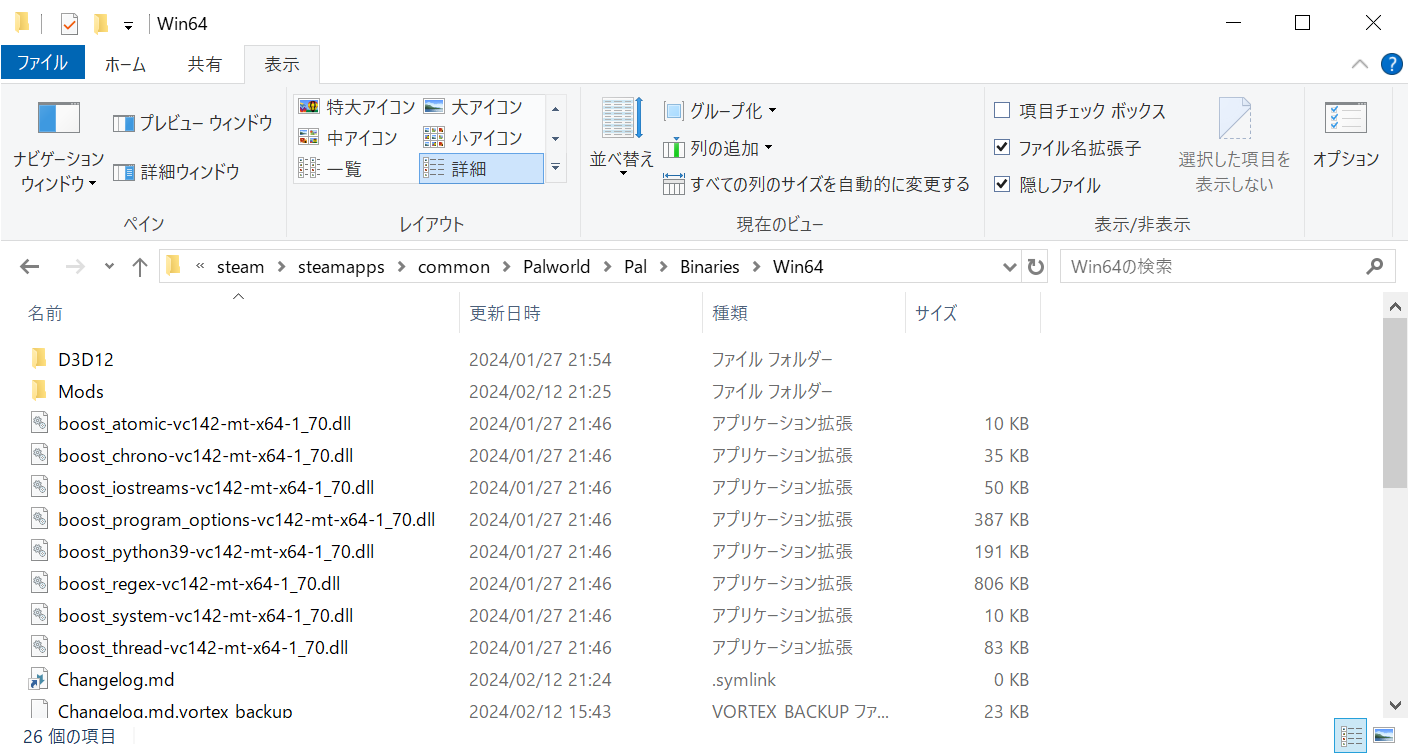 Win64
ファイル ホーム 共有 表示
ナビゲーション ウィンドウ
プレビュー ウィンドウ
詳細ウィンドウ
ペイン
特大アイコン 大アイコン
中アイコン 小アイコン
一覧 詳細
レイアウト
並べ替え
グループ化
列の追加
すべての列のサイズを自動的に変更する
現在のビュー
項目チェック ボックス
ファイル名拡張子
隠しファイル
選択した項目を
表示しない
表示/非表示
オプション
« steam > steamapps > common > Palworld > Pal > Binaries > Win64
Win64の検索
名前 更新日時 種類 サイズ
D3D12 2024/01/27 21:54 ファイル フォルダー
Mods 2024/02/12 21:25 ファイル フォルダー
boost_atomic-vc142-mt-x64-1_70.dll 2024/01/27 21:46 アプリケーション拡張 10 KB
boost_chrono-vc142-mt-x64-1_70.dll 2024/01/27 21:46 アプリケーション拡張 35 KB
boost_iostreams-vc142-mt-x64-1_70.dll 2024/01/27 21:46 アプリケーション拡張 50 KB
boost_program_options-vc142-mt-x64-1_70.dll 2024/01/27 21:46 アプリケーション拡張 387 KB
boost_python39-vc142-mt-x64-1_70.dll 2024/01/27 21:46 アプリケーション拡張 191 KB
boost_regex-vc142-mt-x64-1_70.dll 2024/01/27 21:46 アプリケーション拡張 806 KB
boost_system-vc142-mt-x64-1_70.dll 2024/01/27 21:46 アプリケーション拡張 10 KB
boost_thread-vc142-mt-x64-1_70.dll 2024/01/27 21:46 アプリケーション拡張 83 KB
Changelog.md 2024/02/12 21:24 .symlink 0 KB
Changelog.md.vortex_backup 2024/02/12 15:43 VORTEX_BACKUP ファ... 23 KB
26 個の項目